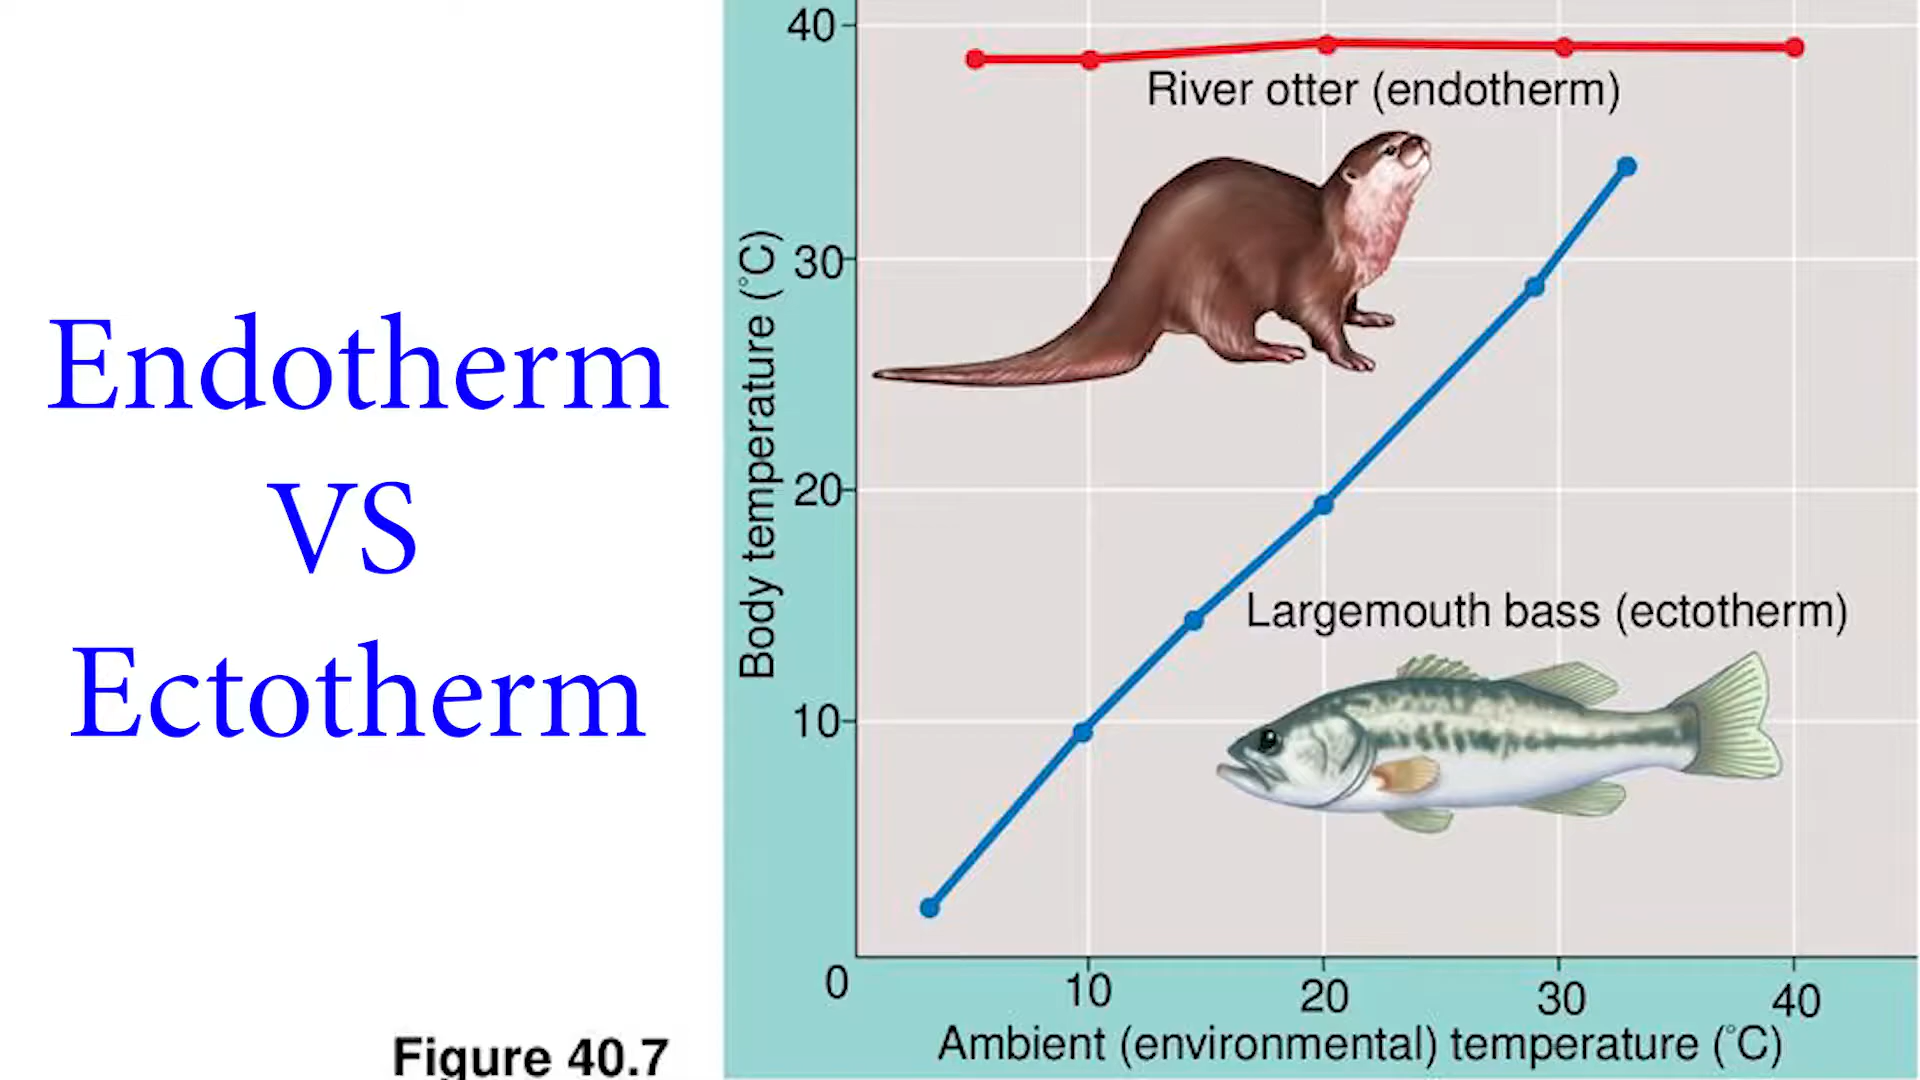 Endotherm
VS
Ectotherm
Figure 40.7
Body temperature (°C)
40
30
20
10
0
River otter (endotherm)
Largemouth bass (ectotherm)
10
20
30
40
Ambient (environmental) temperature (°C)